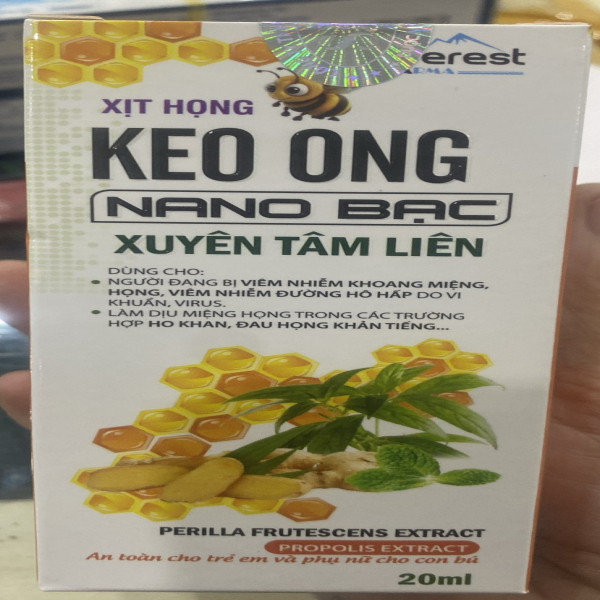 erest
XỊT HỌNG
KEO ONG
NANO BẠC
XUYÊN TÂM LIÊN
DÙNG CHO:
• NGƯỜI ĐANG BỊ VIÊM NHIỄM KHOANG MIỆNG,
HỌNG, VIÊM NHIỄM ĐƯỜNG HÔ HẤP DO VI
KHUẨN, VIRUS.
• LÀM DỊU MIỆNG HỌNG TRONG CÁC TRƯỜNG
HỢP HO KHAN, ĐAU HỌNG KHẢN TIẾNG...
PERILLA FRUTESCENS EXTRACT
PROPOLIS EXTRACT
An toàn cho trẻ em và phụ nữ cho con bú
20ml